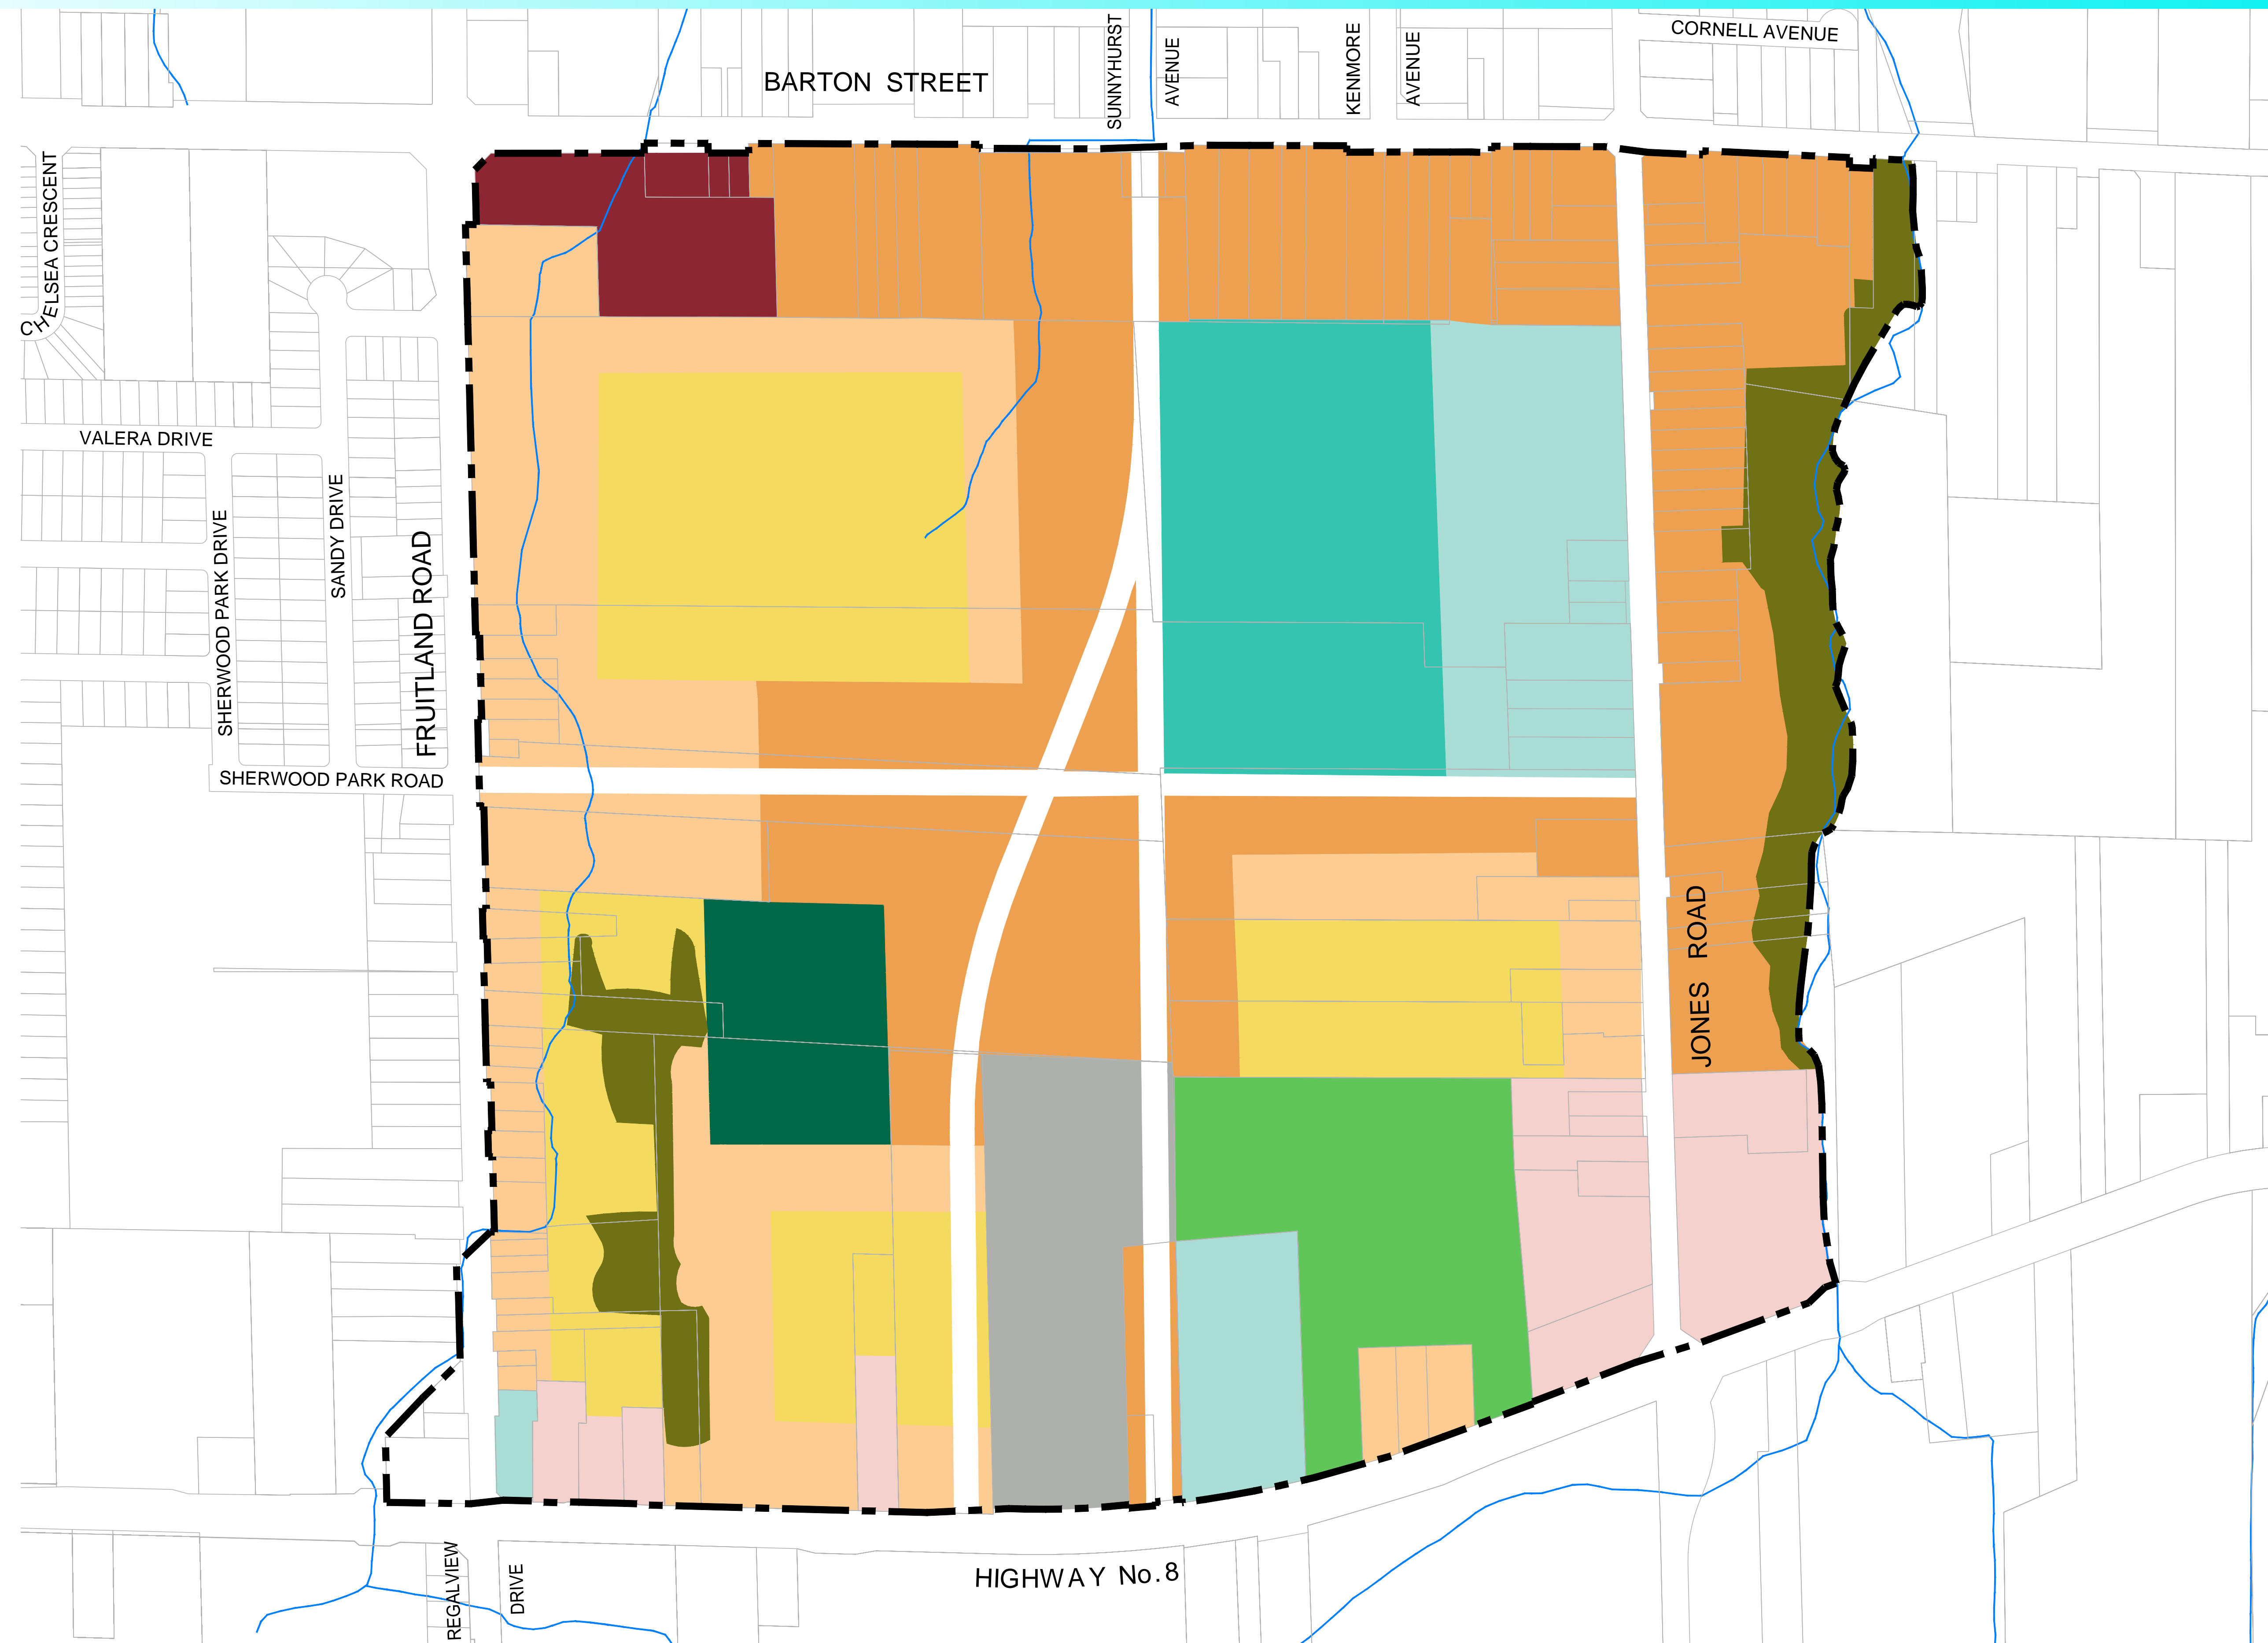 CORNELL AVENUE
BARTON STREET
SUNNYHURST
AVENUE
KENMORE
AVENUE
CHELSEA CRESCENT
VALERA DRIVE
SHERWOOD PARK DRIVE
SANDY DRIVE
FRUITLAND ROAD
SHERWOOD PARK ROAD
JONES ROAD
REGALVIEW
DRIVE
HIGHWAY No.8